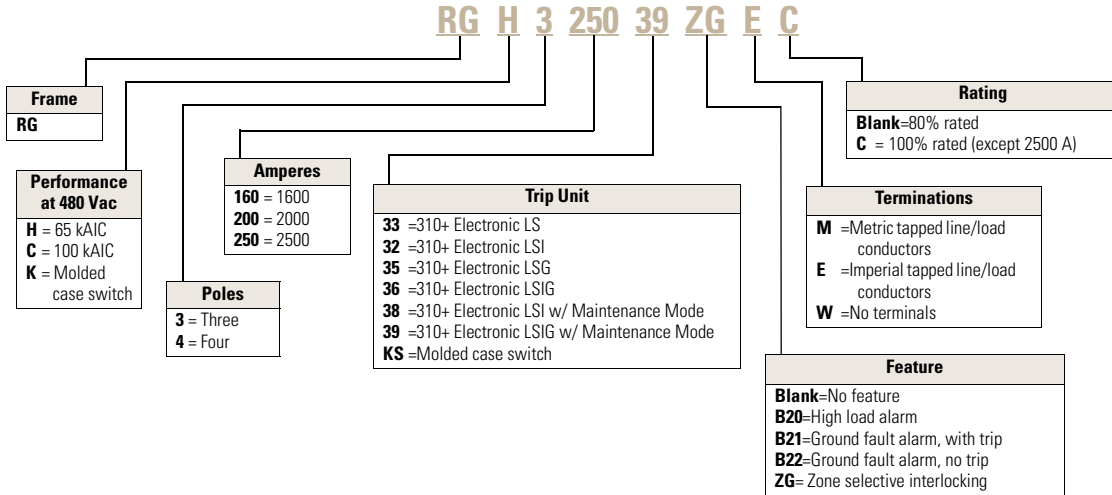 RG H 3 250 39 ZG E C
Frame
RG
Performance
at 480 Vac
H = 65 kAIC
C = 100 kAIC
K = Molded
case switch
Poles
3 = Three
4 = Four
Amperes
160 = 1600
200 = 2000
250 = 2500
Trip Unit
33 =310+ Electronic LS
32 =310+ Electronic LSI
35 =310+ Electronic LSG
36 =310+ Electronic LSIG
38 =310+ Electronic LSI w/ Maintenance Mode
39 =310+ Electronic LSIG w/ Maintenance Mode
KS =Molded case switch
Rating
Blank=80% rated
C = 100% rated (except 2500 A)
Terminations
M =Metric tapped line/load
conductors
E =Imperial tapped line/load
conductors
W =No terminals
Feature
Blank=No feature
B20=High load alarm
B21=Ground fault alarm, with trip
B22=Ground fault alarm, no trip
ZG= Zone selective interlocking